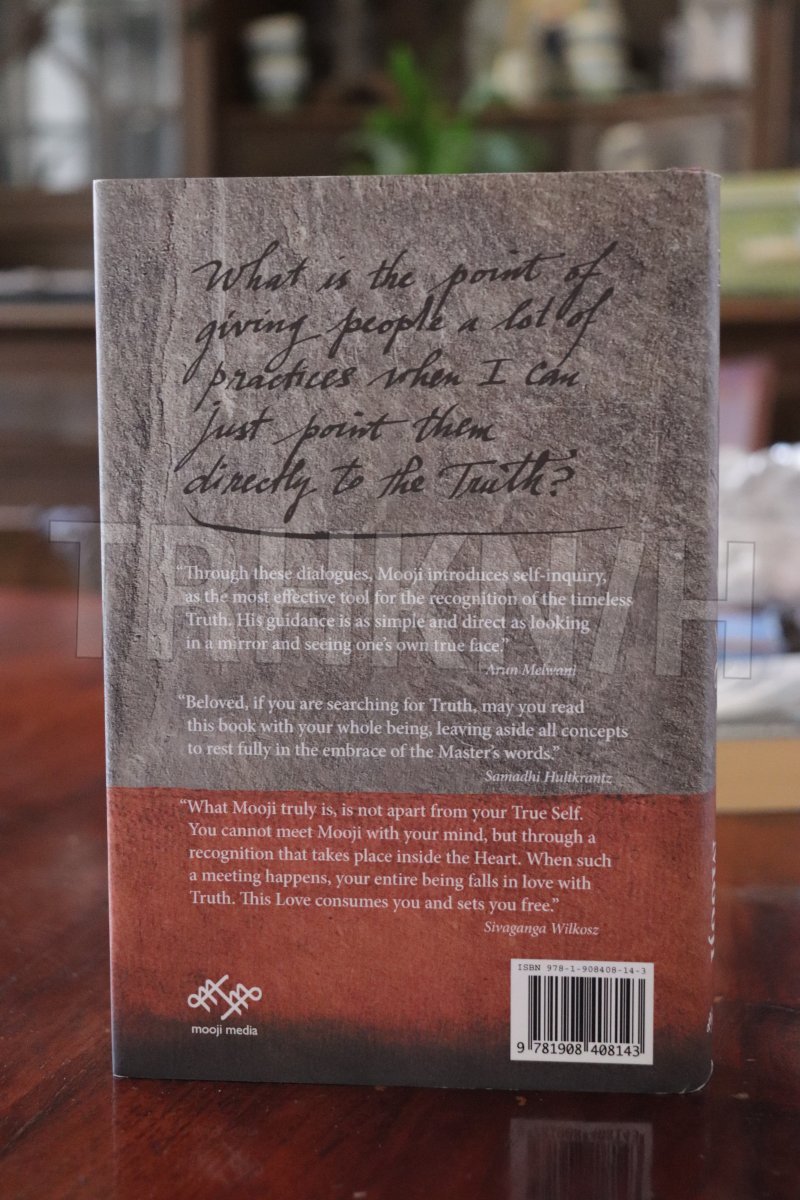 What is the point of
giving people a lot of
practices when I can
just point them
directly to the Truth?
“Through these dialogues, Mooji introduces self-inquiry,
as the most effective tool for the recognition of the timeless
Truth. His guidance is as simple and direct as looking
in a mirror and seeing one’s own true face.”
Arun Melwani
“Beloved, if you are searching for Truth, may you read
this book with your whole being, leaving aside all concepts
to rest fully in the embrace of the Master’s words.”
Samadhi Hultkrantz
“What Mooji truly is, is not apart from your True Self.
You cannot meet Mooji with your mind, but through a
recognition that takes place inside the Heart. When such
a meeting happens, your entire being falls in love with
Truth. This Love consumes you and sets you free.”
Sivaganga Wilkosz
mooji media
ISBN 978-1-908408-14-3
9 781908 408143